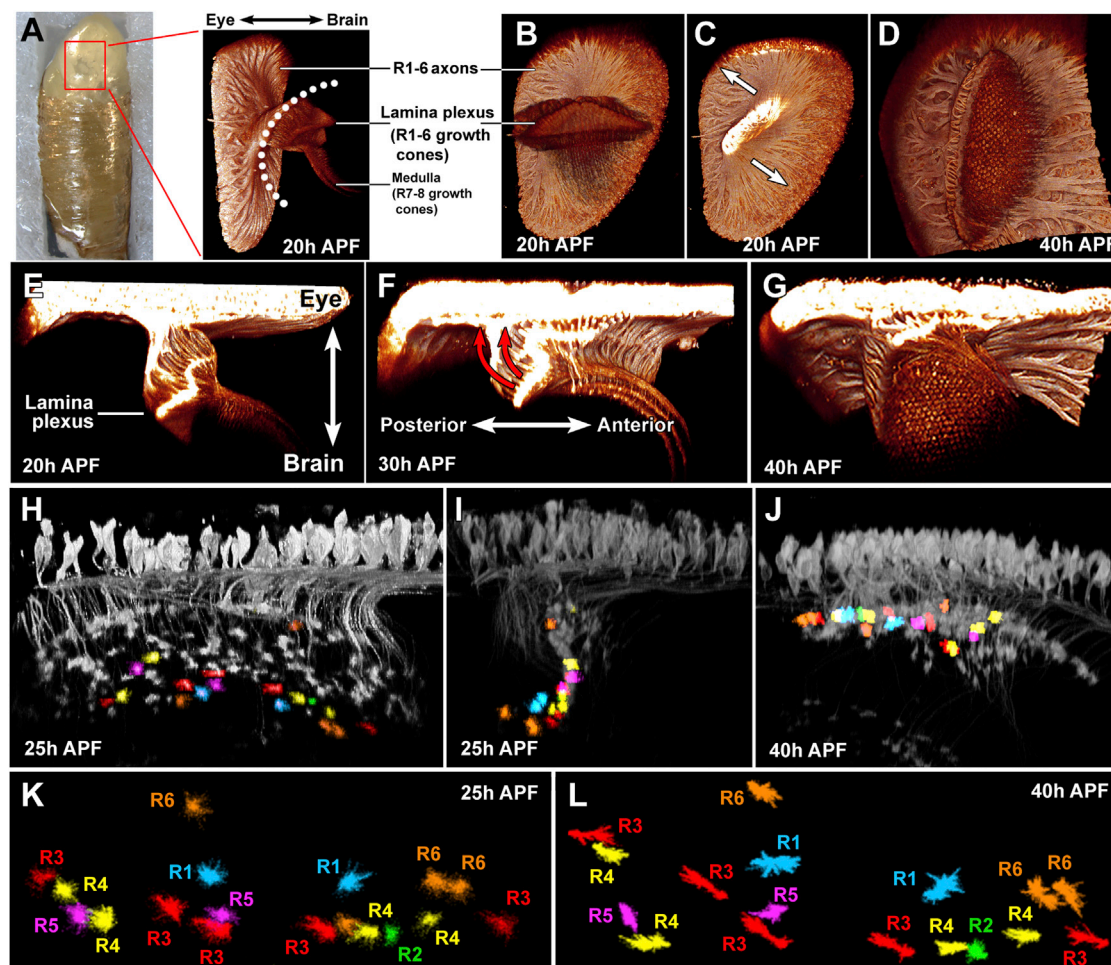 A
Eye
Brain
R1-6 axons
Lamina plexus
(R1-6 growth
cones)
Medulla
(R7-8 growth
cones)
20h APF
B
20h APF
C
20h APF
D
40h APF
E
Eye
Lamina
plexus
Brain
20h APF
F
Posterior
Anterior
30h APF
G
40h APF
H
25h APF
I
25h APF
J
40h APF
K
25h APF
R6
R3
R4
R5
R4
R1
R5
R3
R3
R1
R6
R6
R3
R4
R2
R4
R3
L
40h APF
R6
R3
R4
R5
R4
R3
R1
R5
R3
R1
R6
R6
R3
R4
R2
R4
R3